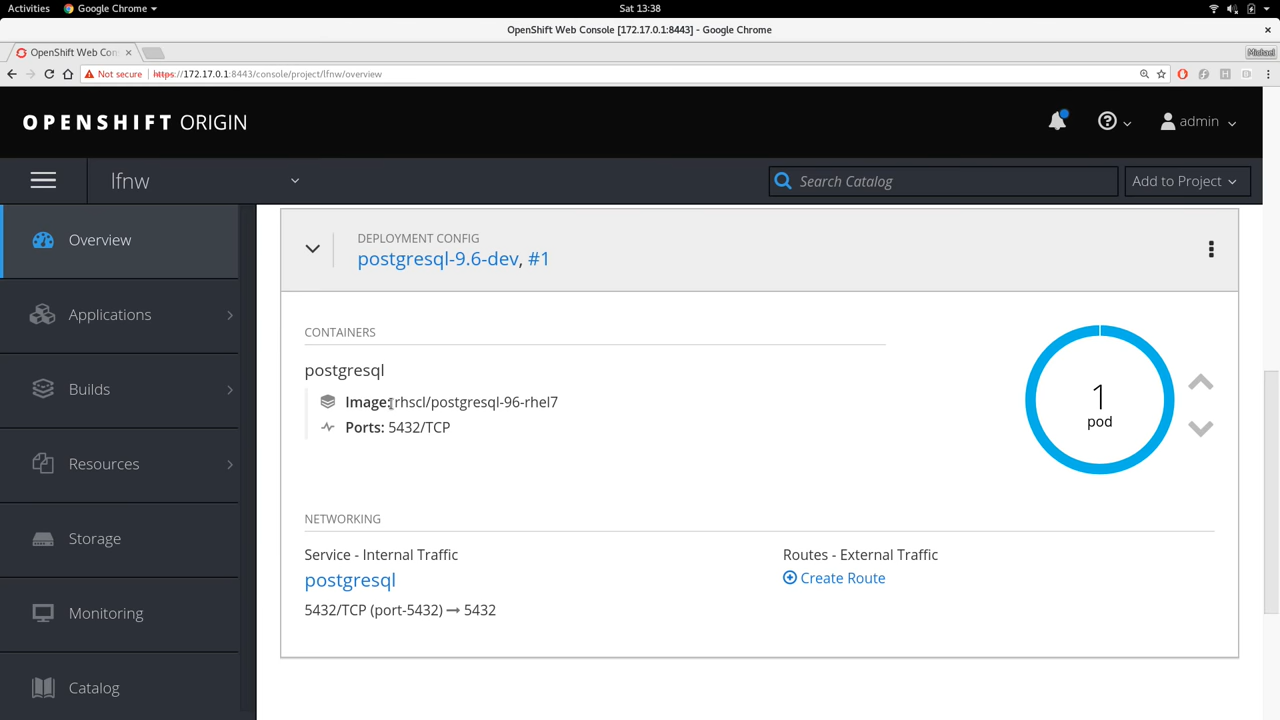 Activities Google Chrome Sat 13:38
OpenShift Web Console [172.17.0.1:8443] - Google Chrome ×
OpenShift Web Con × Michael
Not secure https://172.17.0.1:8443/console/project/lfnw/overview
OPENSHIFT ORIGIN admin
lfnw Search Catalog Add to Project
Overview
Applications
Builds
Resources
Storage
Monitoring
Catalog
DEPLOYMENT CONFIG
postgresql-9.6-dev, #1
CONTAINERS
postgresql
Image: rhscl/postgresql-96-rhel7
Ports: 5432/TCP
1
pod
NETWORKING
Service - Internal Traffic
postgresql
5432/TCP (port-5432) → 5432
Routes - External Traffic
Create Route